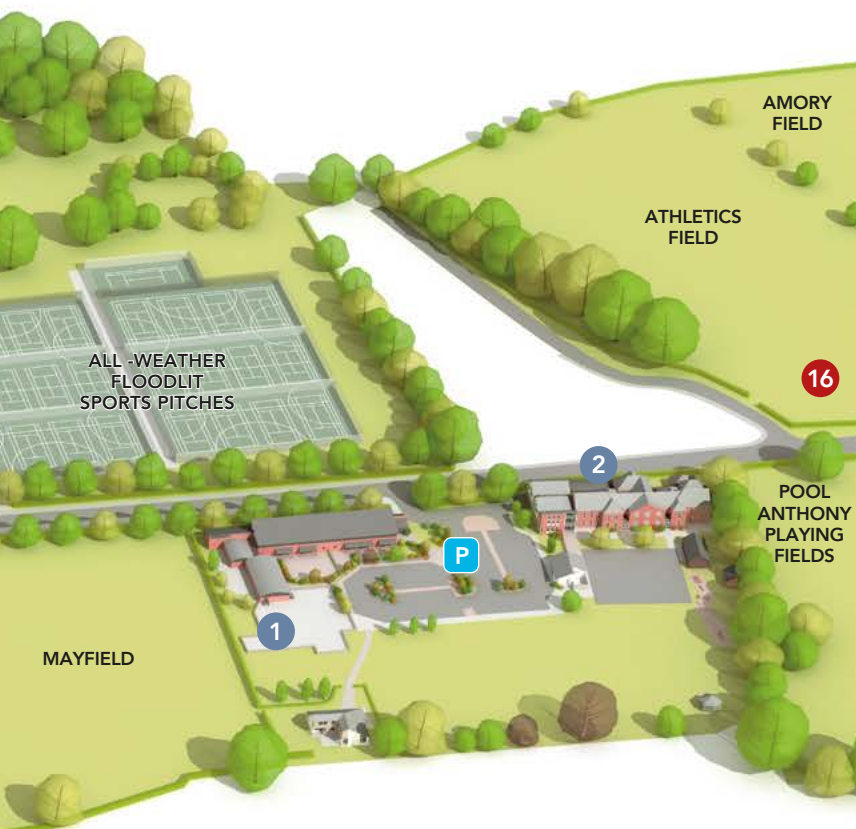 AMORY
FIELD
ATHLETICS
FIELD
ALL -WEATHER
FLOODLIT
SPORTS PITCHES
16
2
POOL
ANTHONY
PLAYING
FIELDS
P
1
MAYFIELD